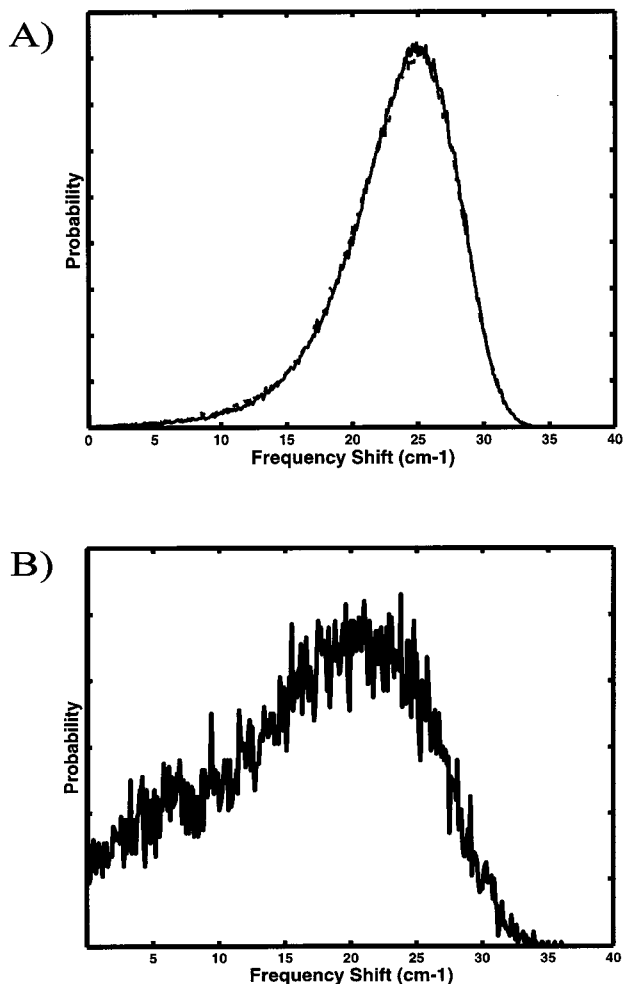 A)
Probability
0 5 10 15 20 25 30 35 40
Frequency Shift (cm-1)
B)
Probability
5 10 15 20 25 30 35 40
Frequency Shift (cm-1)